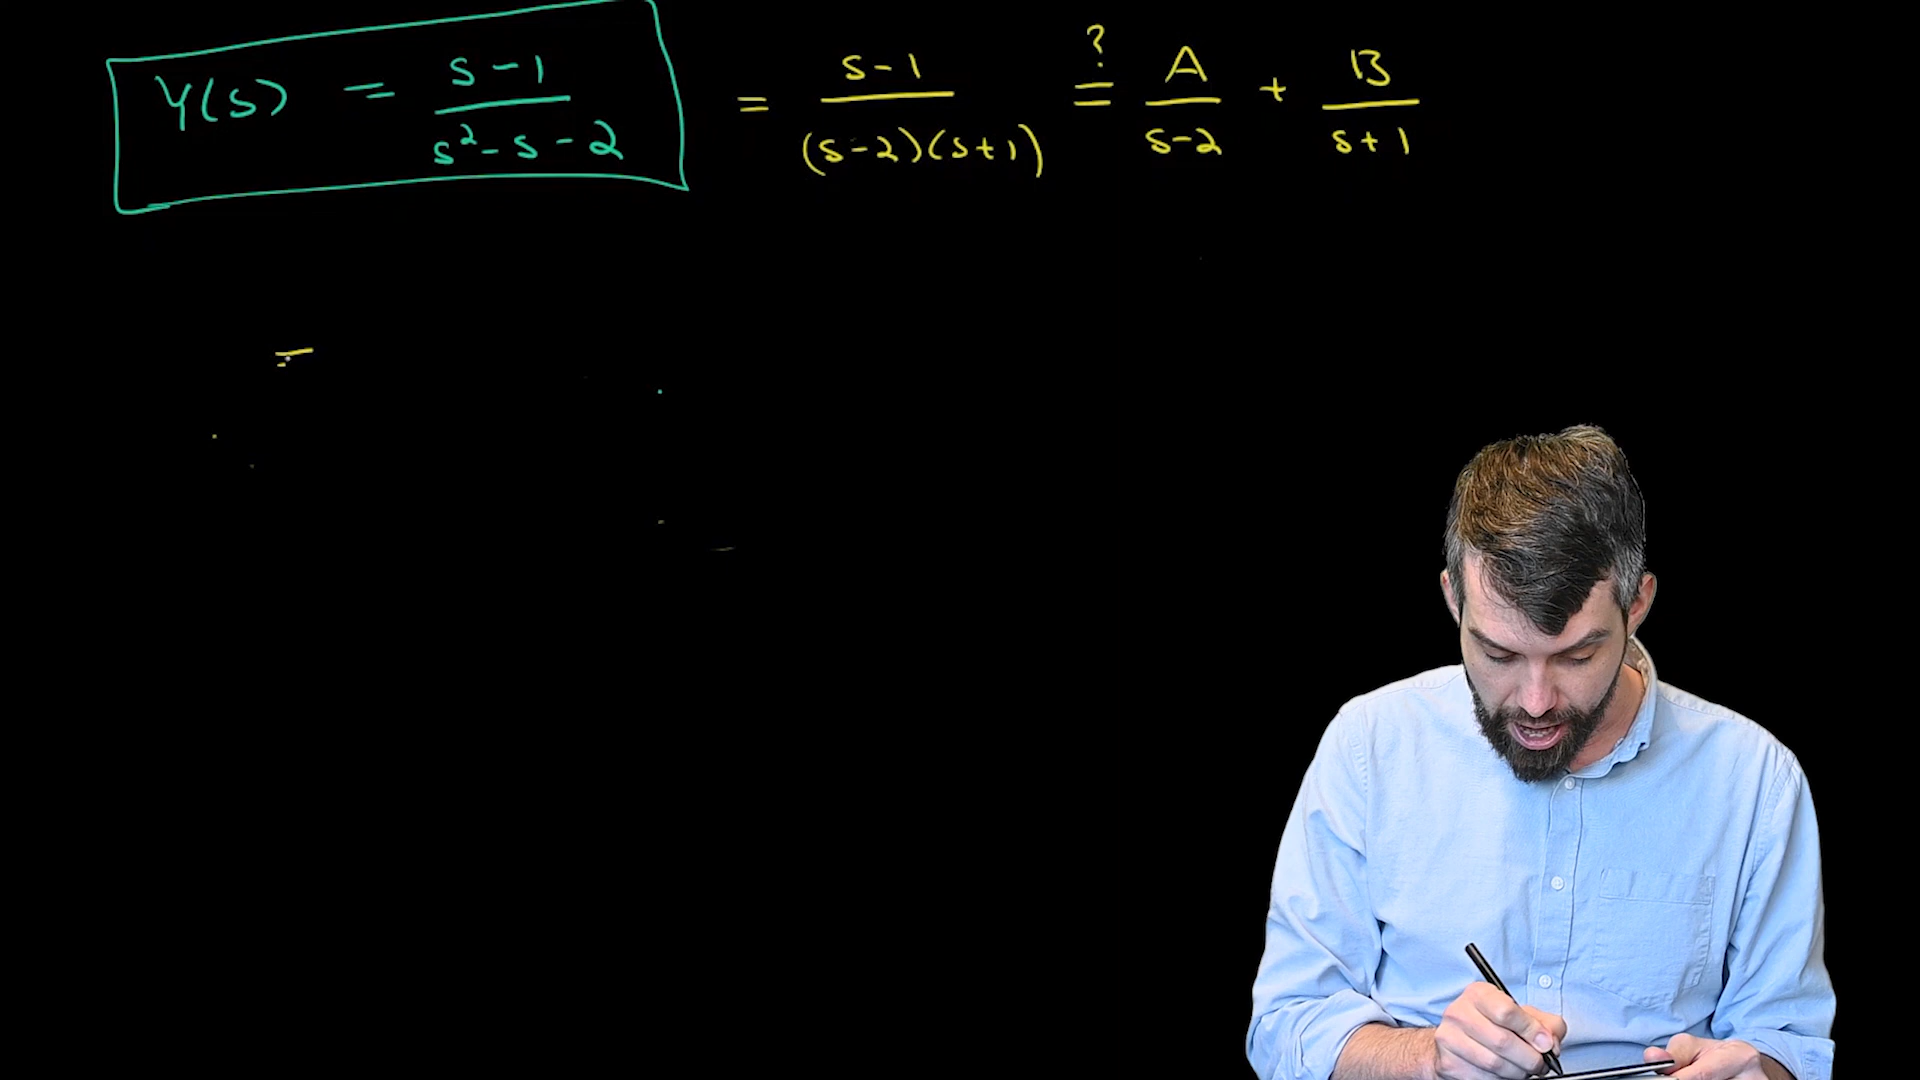 Y(s) = (s-1)/(s²-s-2) = (s-1)/((s-2)(s+1)) ?= A/(s-2) + B/(s+1)
=